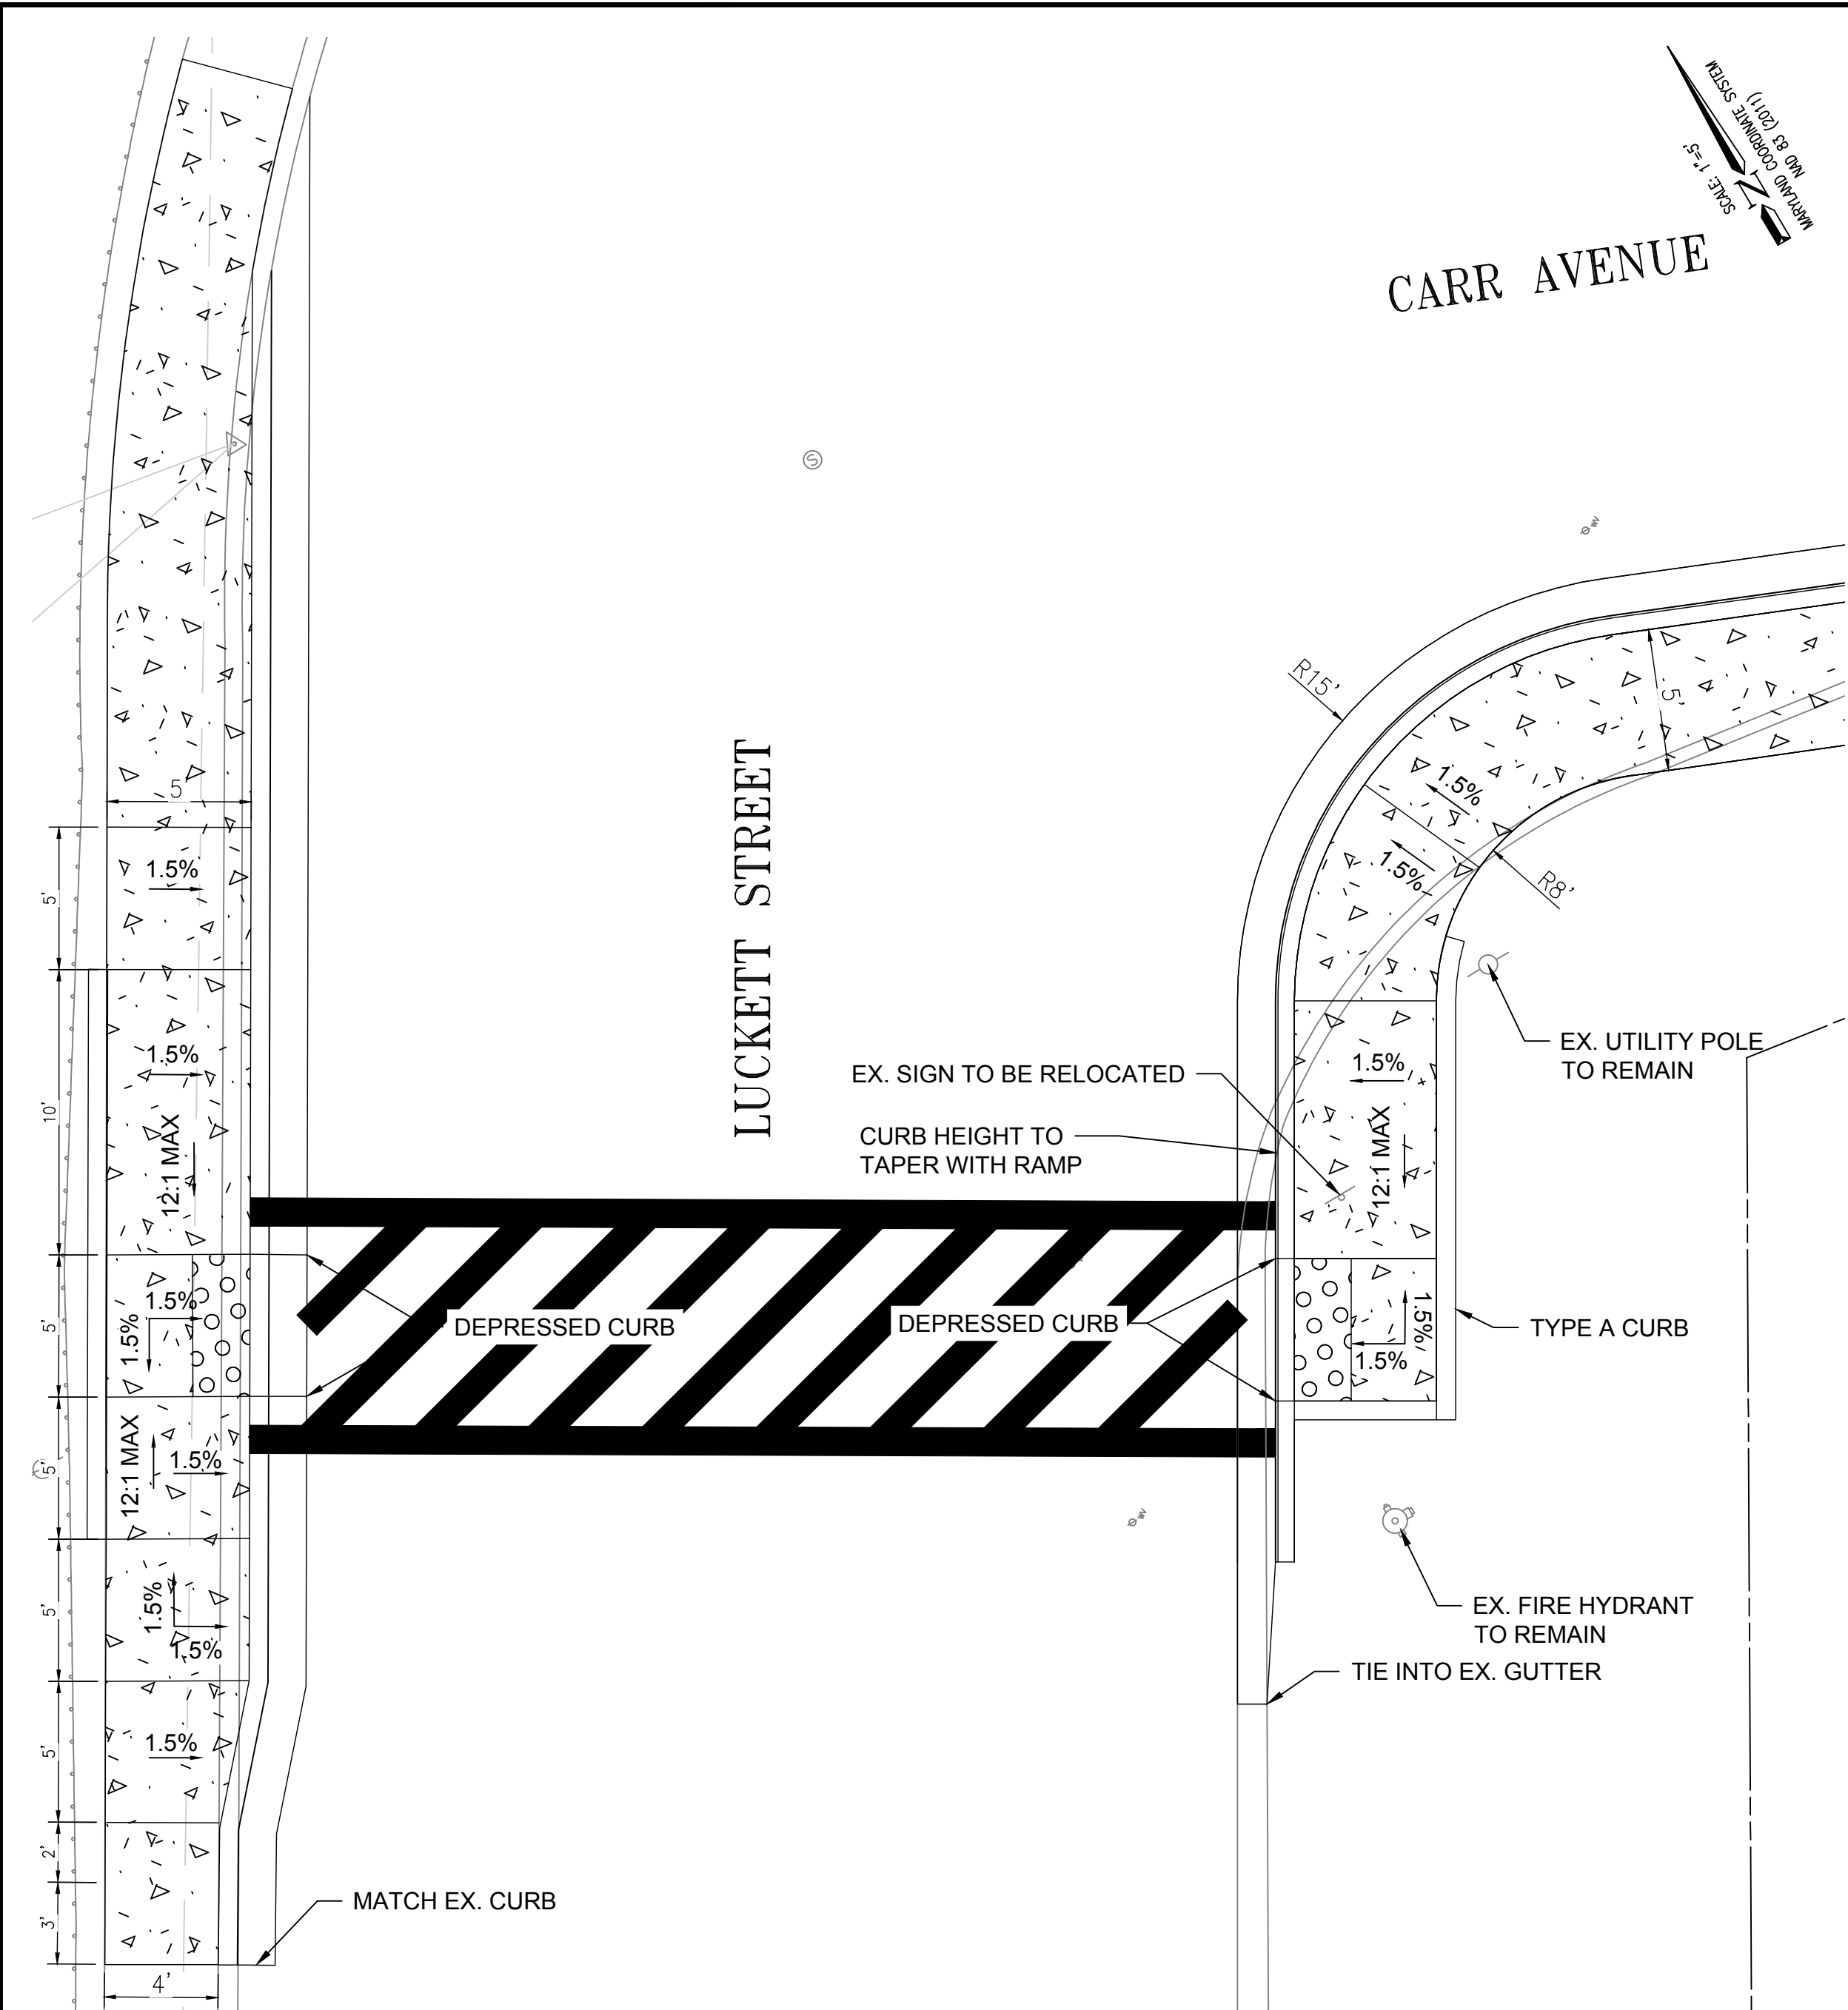 MARYLAND COORDINATE SYSTEM
NAD 83 (2011)
SCALE: 1"=5'
N
CARR AVENUE
S
W
R15'
5'
5'
LUCKETT STREET
1.5%
1.5%
R8'
1.5%
5'
EX. UTILITY POLE
TO REMAIN
1.5%
10'
12:1 MAX
EX. SIGN TO BE RELOCATED
1.5%
12:1 MAX
CURB HEIGHT TO
TAPER WITH RAMP
1.5%
1.5%
5'
DEPRESSED CURB
DEPRESSED CURB
1.5%
1.5%
TYPE A CURB
12:1 MAX
1.5%
5'
W
EX. FIRE HYDRANT
TO REMAIN
1.5%
1.5%
5'
TIE INTO EX. GUTTER
1.5%
5'
2'
MATCH EX. CURB
3'
4'